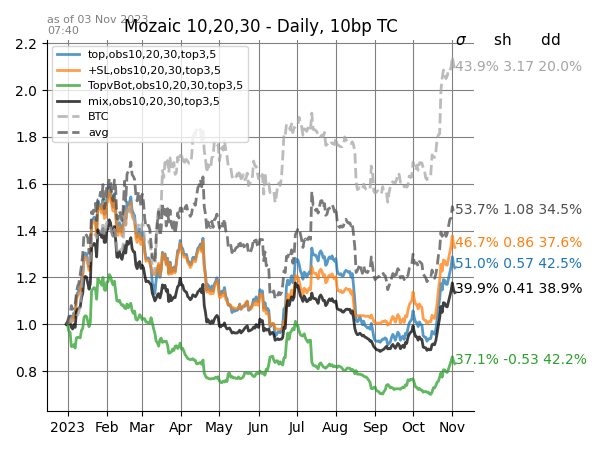 as of 03 Nov 2023
07:40
Mozaic 10,20,30 - Daily, 10bp TC
σ sh dd
2.2
2.0
1.8
1.6
1.4
1.2
1.0
0.8
top,obs10,20,30,top3,5
+SL,obs10,20,30,top3,5
TopvBot,obs10,20,30,top3,5
mix,obs10,20,30,top3,5
BTC
avg
43.9% 3.17 20.0%
53.7% 1.08 34.5%
46.7% 0.86 37.6%
51.0% 0.57 42.5%
39.9% 0.41 38.9%
37.1% -0.53 42.2%
2023 Feb Mar Apr May Jun Jul Aug Sep Oct Nov